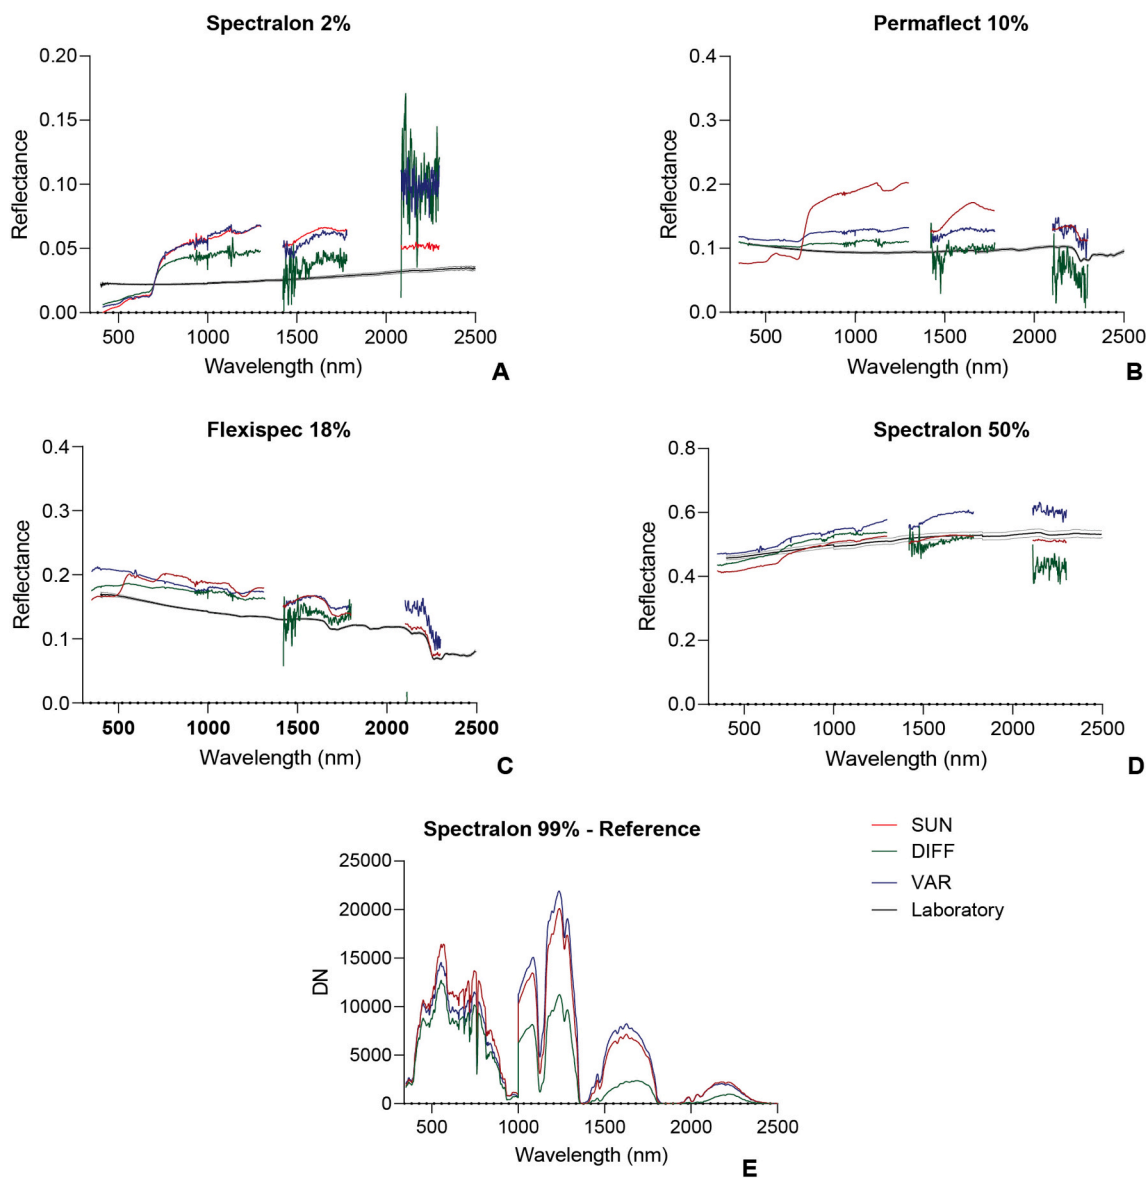 Spectralon 2%
Reflectance
0.20
0.15
0.10
0.05
0.00
500 1000 1500 2000 2500
Wavelength (nm)
A
Permaflect 10%
Reflectance
0.4
0.3
0.2
0.1
0.0
500 1000 1500 2000 2500
Wavelength (nm)
B
Flexispec 18%
Reflectance
0.4
0.3
0.2
0.1
0.0
500 1000 1500 2000 2500
Wavelength (nm)
C
Spectralon 50%
Reflectance
0.8
0.6
0.4
0.2
0.0
500 1000 1500 2000 2500
Wavelength (nm)
D
Spectralon 99% - Reference
DN
25000
20000
15000
10000
5000
0
500 1000 1500 2000 2500
Wavelength (nm)
E
SUN
DIFF
VAR
Laboratory